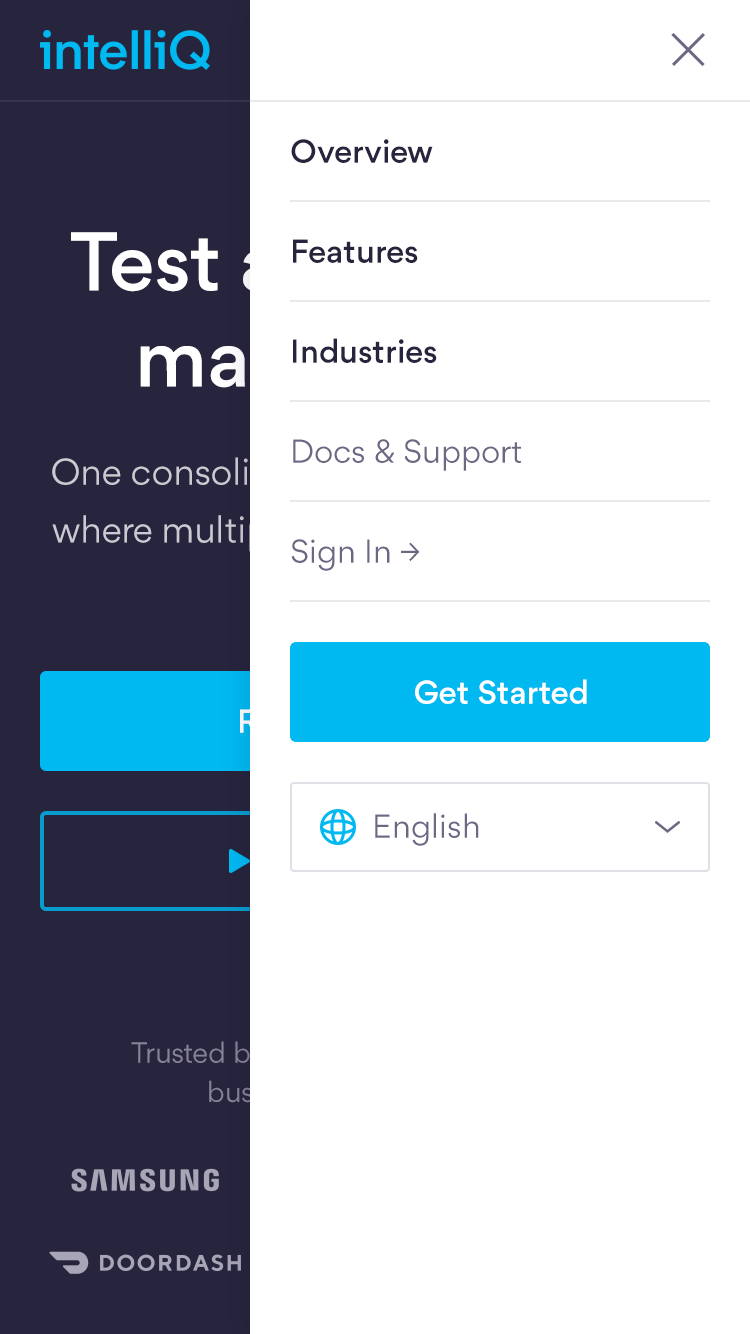 intelliQ
Overview
Features
Industries
Docs & Support
Sign In →
Get Started
English
Test
ma
One consoli
where multip
Trusted b
bus
SAMSUNG
DOORDASH